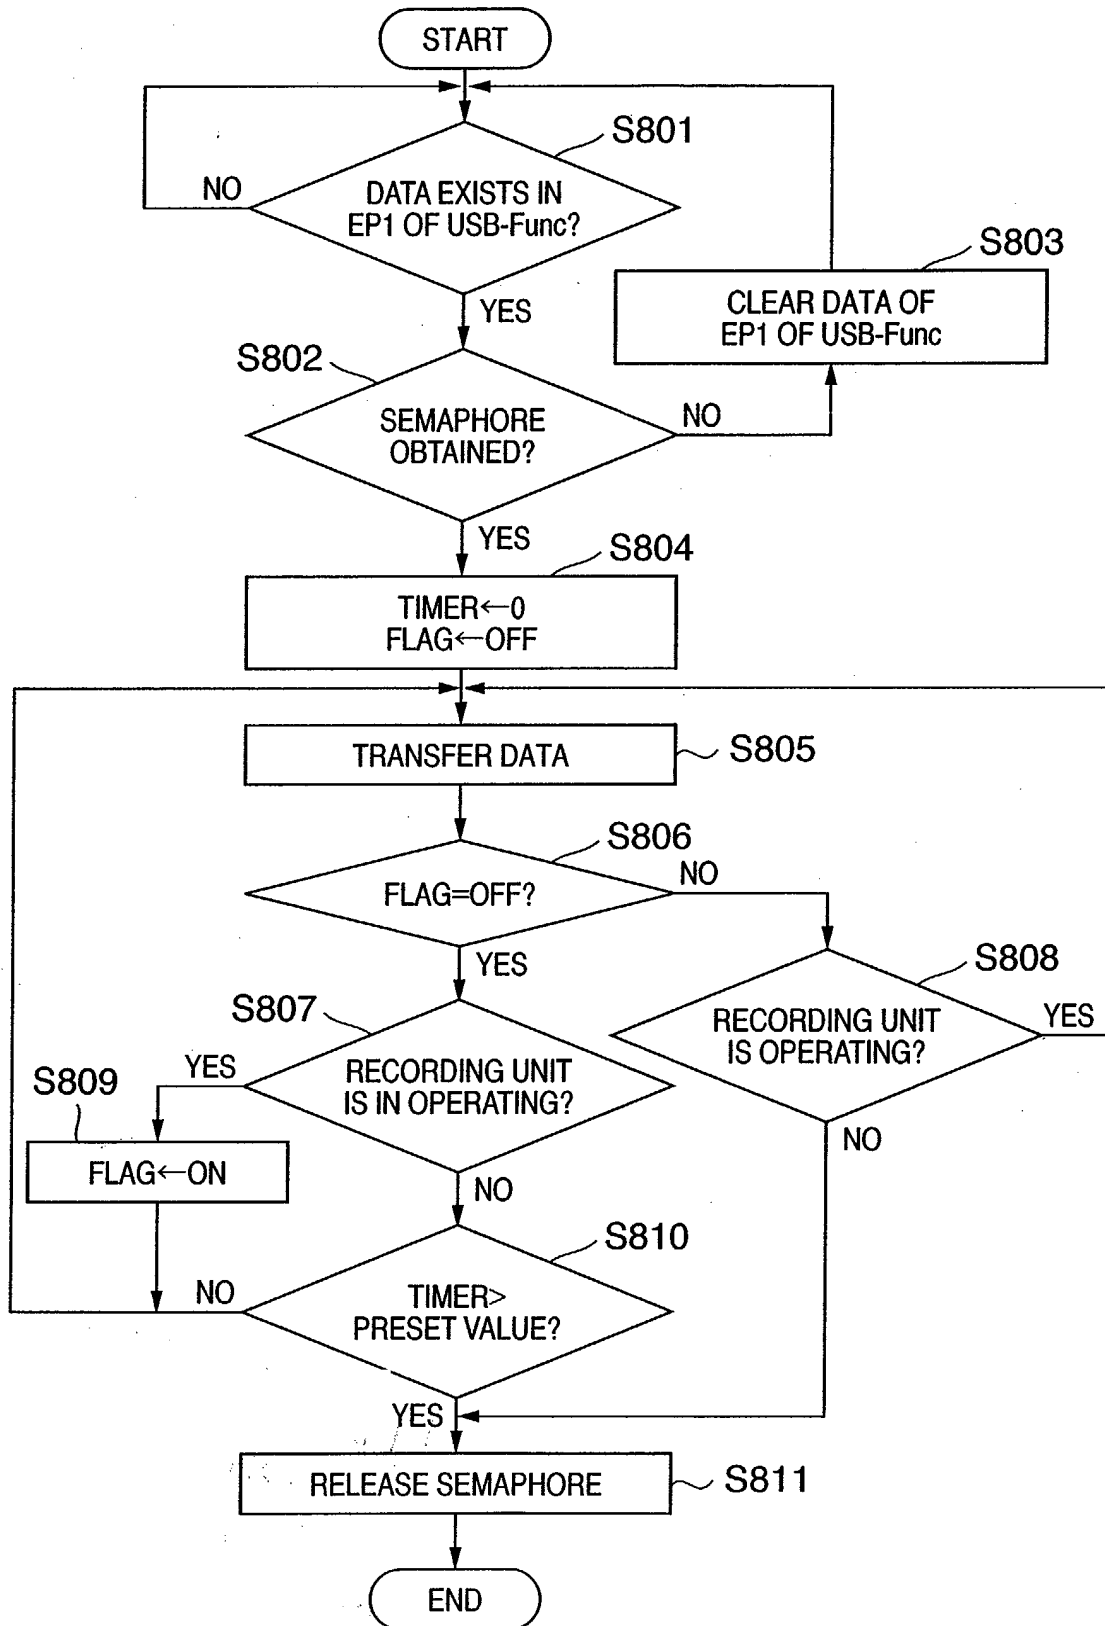 START
S801
NO
DATA EXISTS IN
EP1 OF USB-Func?
YES
S803
CLEAR DATA OF
EP1 OF USB-Func
S802
SEMAPHORE
OBTAINED?
NO
YES
S804
TIMER←0
FLAG←OFF
TRANSFER DATA
S805
S806
FLAG=OFF?
NO
YES
S807
RECORDING UNIT
IS IN OPERATING?
YES
NO
S808
RECORDING UNIT
IS OPERATING?
YES
NO
S809
FLAG←ON
S810
TIMER>
PRESET VALUE?
NO
YES
RELEASE SEMAPHORE
S811
END